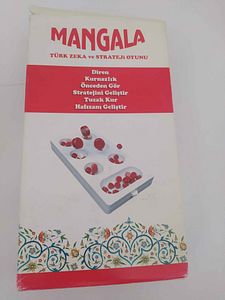 MANGALA
TÜRK ZEKA ve STRATEJİ OYUNU
Diren
Kurnazlık
Önceden Gör
Stratejini Geliştir
Tuzak Kur
Hafızanı Geliştir